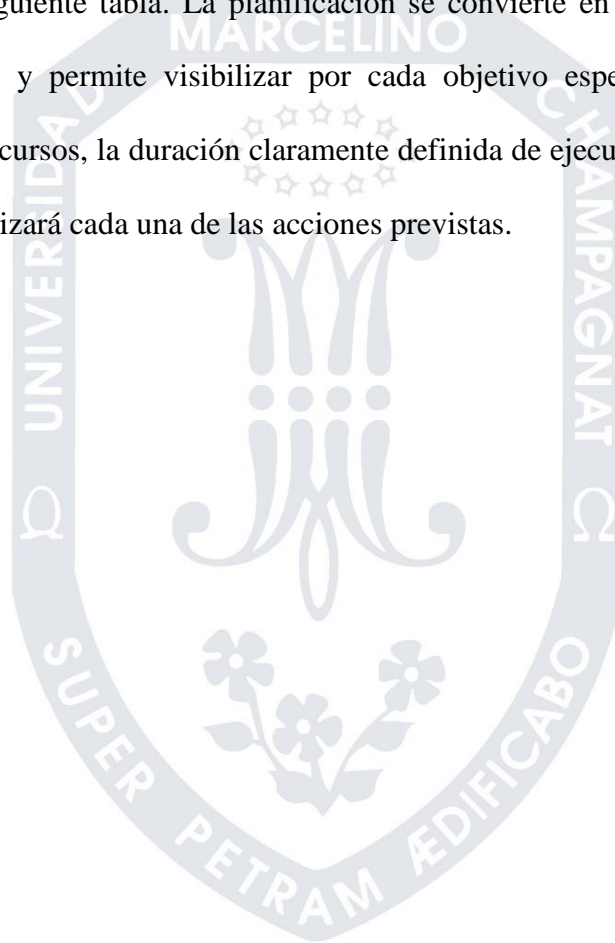 guiente tabla. La planificación se convierte en
y permite visibilizar por cada objetivo espe
cursos, la duración claramente definida de ejecu
izará cada una de las acciones previstas.
UNIVERSIDAD
MARCELINO
CHAMPAGNAT
Ω
Ω
SUPER PETRAM ÆDIFICABO